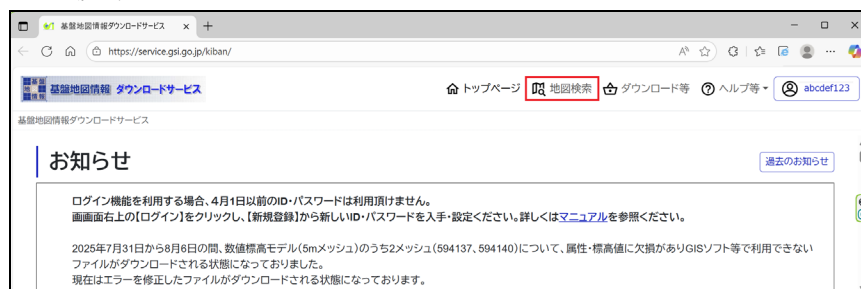 基盤地図情報ダウンロードサービス
https://service.gsi.go.jp/kiban/
基盤地図情報 基盤地図情報 ダウンロードサービス トップページ 地図検索 ダウンロード等 ヘルプ等 abcdef123
基盤地図情報ダウンロードサービス
お知らせ 過去のお知らせ
ログイン機能を利用する場合、4月1日以前のID・パスワードは利用頂けません。
画面右上の【ログイン】をクリックし、【新規登録】から新しいID・パスワードを入手・設定ください。詳しくはマニュアルを参照ください。
2025年7月31日から8月6日の間、数値標高モデル(5mメッシュ)のうち2メッシュ(594137、594140)について、属性・標高値に欠損がありGISソフト等で利用できない
ファイルがダウンロードされる状態になっておりました。
現在はエラーを修正したファイルがダウンロードされる状態になっております。